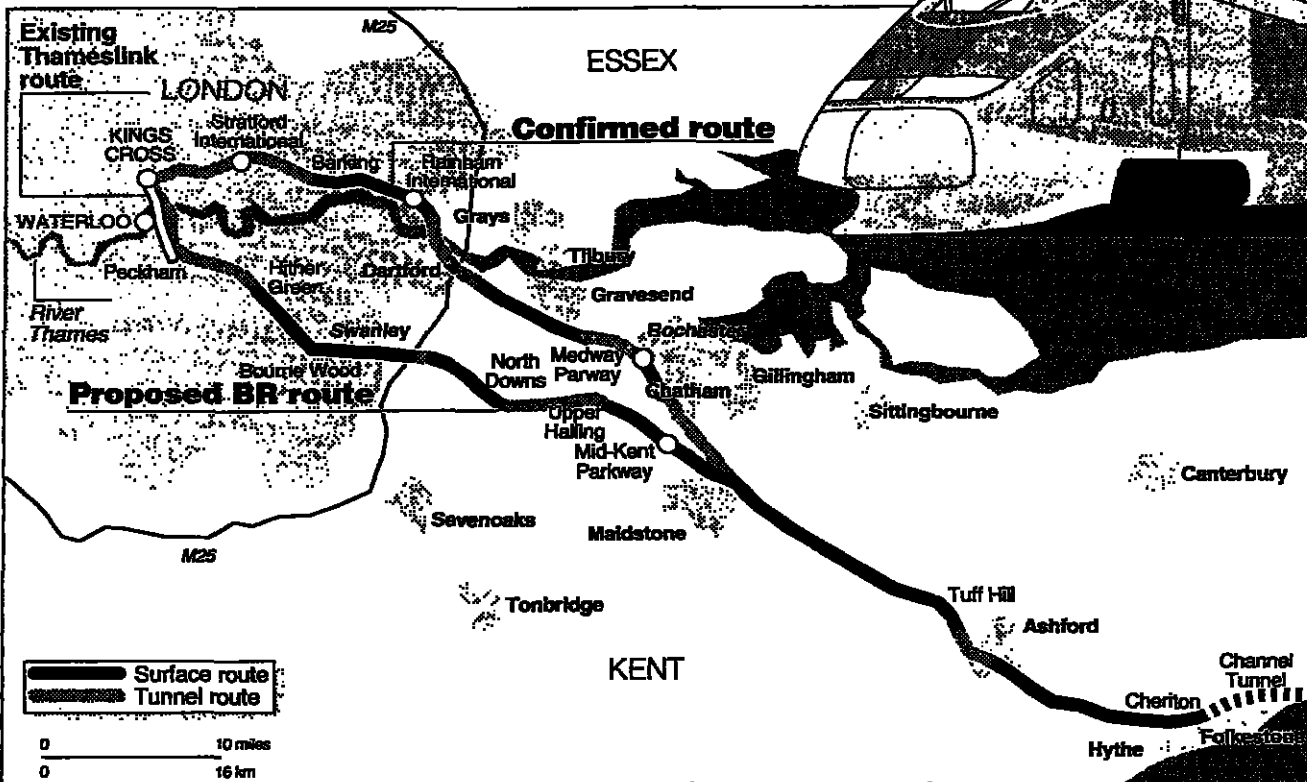 M25
Existing
Thameslink
route
ESSEX
LONDON
KINGS
CROSS
Stratford
International
Confirmed route
Barking
Rainham
International
WATERLOO
Grays
Tilbury
Peckham
Hither
Green
Dartford
Gravesend
River
Thames
Swanley
Rochester
Bourne Wood
North
Downs
Medway
Parway
Chatham
Gillingham
Sittingbourne
Proposed BR route
Upper
Halling
Mid-Kent
Parkway
Canterbury
Sevenoaks
Maidstone
M25
Tonbridge
Tuff Hill
Ashford
KENT
Surface route
Tunnel route
Channel
Tunnel
Cheriton
Folkestone
Hythe
0 10 miles
0 16 km